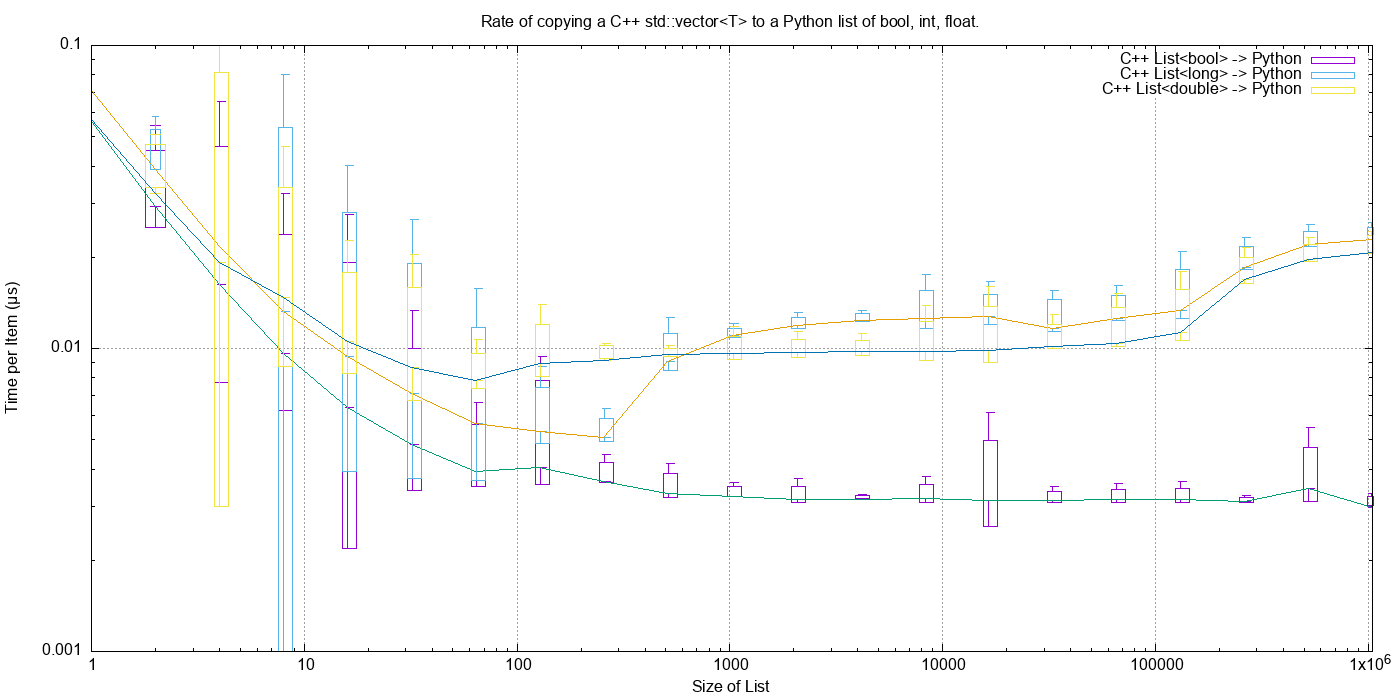 Rate of copying a C++ std::vector<T> to a Python list of bool, int, float.
C++ List<bool> -> Python
C++ List<long> -> Python
C++ List<double> -> Python
Time per Item (µs)
0.1
0.01
0.001
1 10 100 1000 10000 100000 1x10⁶
Size of List